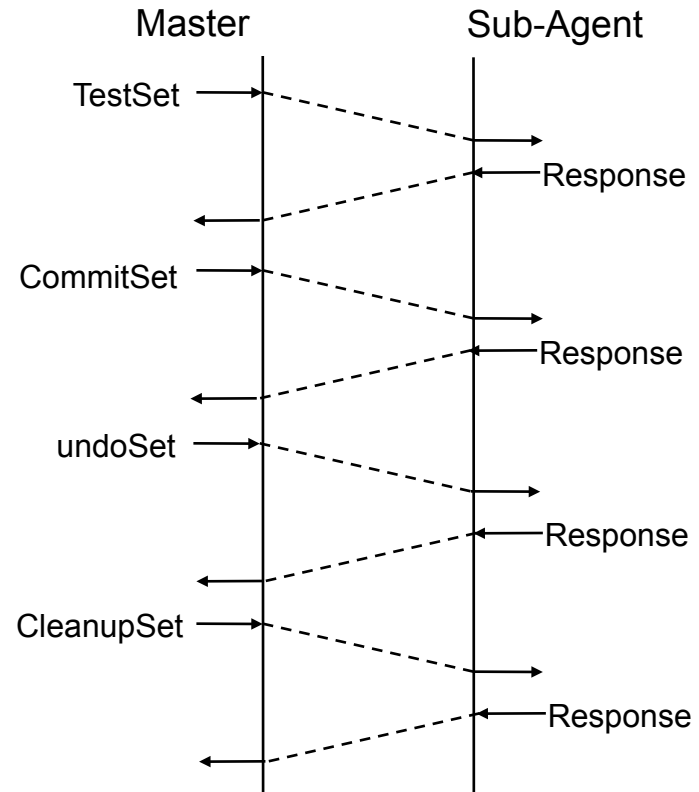 Master
Sub-Agent
TestSet
Response
CommitSet
Response
undoSet
Response
CleanupSet
Response